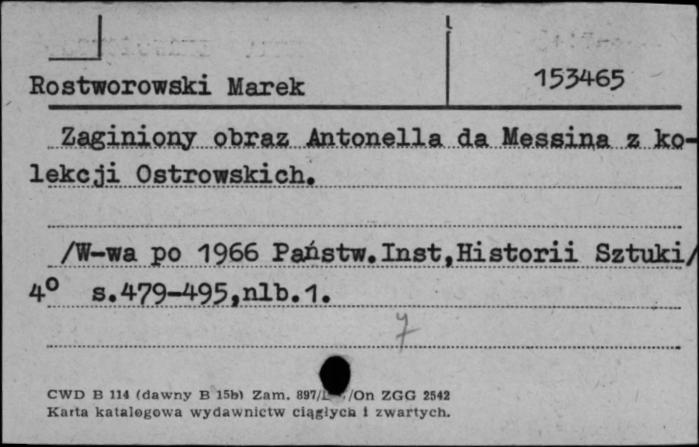 Rostworowski Marek
153465
Zaginiony obraz Antonella da Messina z ko-
lekcji Ostrowskich.
/W-wa po 1966 Państw.Inst,Historii Sztuki/
4° s.479-495,nlb.1.
7
CWD B 114 (dawny B 15b) Zam. /On ZGG 2542
Karta katalogowa wydawnictw ciągłych i zwartych.